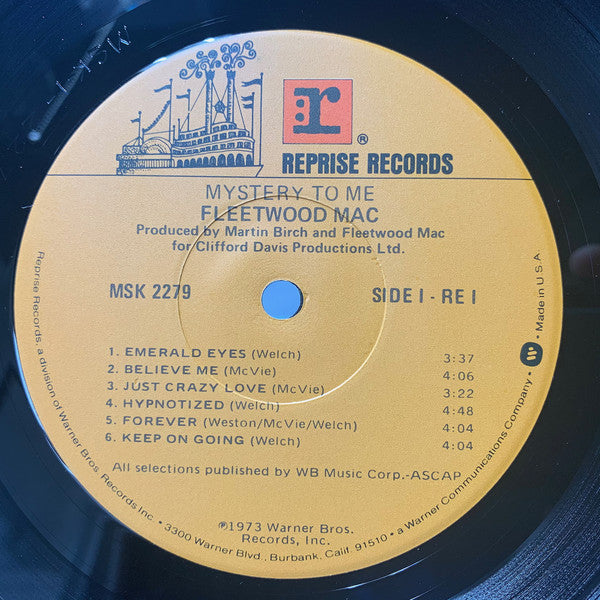 r
®
REPRISE RECORDS
MYSTERY TO ME
FLEETWOOD MAC
Produced by Martin Birch and Fleetwood Mac
for Clifford Davis Productions Ltd.
MSK 2279 SIDE I - RE I
1. EMERALD EYES (Welch) 3:37
2. BELIEVE ME (McVie) 4:06
3. JUST CRAZY LOVE (McVie) 3:22
4. HYPNOTIZED (Welch) 4:48
5. FOREVER (Weston/McVie/Welch) 4:04
6. KEEP ON GOING (Welch) 4:04
All selections published by WB Music Corp.-ASCAP
℗1973 Warner Bros.
Records, Inc.
Reprise Records, a division of Warner Bros. Records Inc. • 3300 Warner Blvd., Burbank, Calif. 91510 • a Warner Communications Company • W • Made in U.S.A.